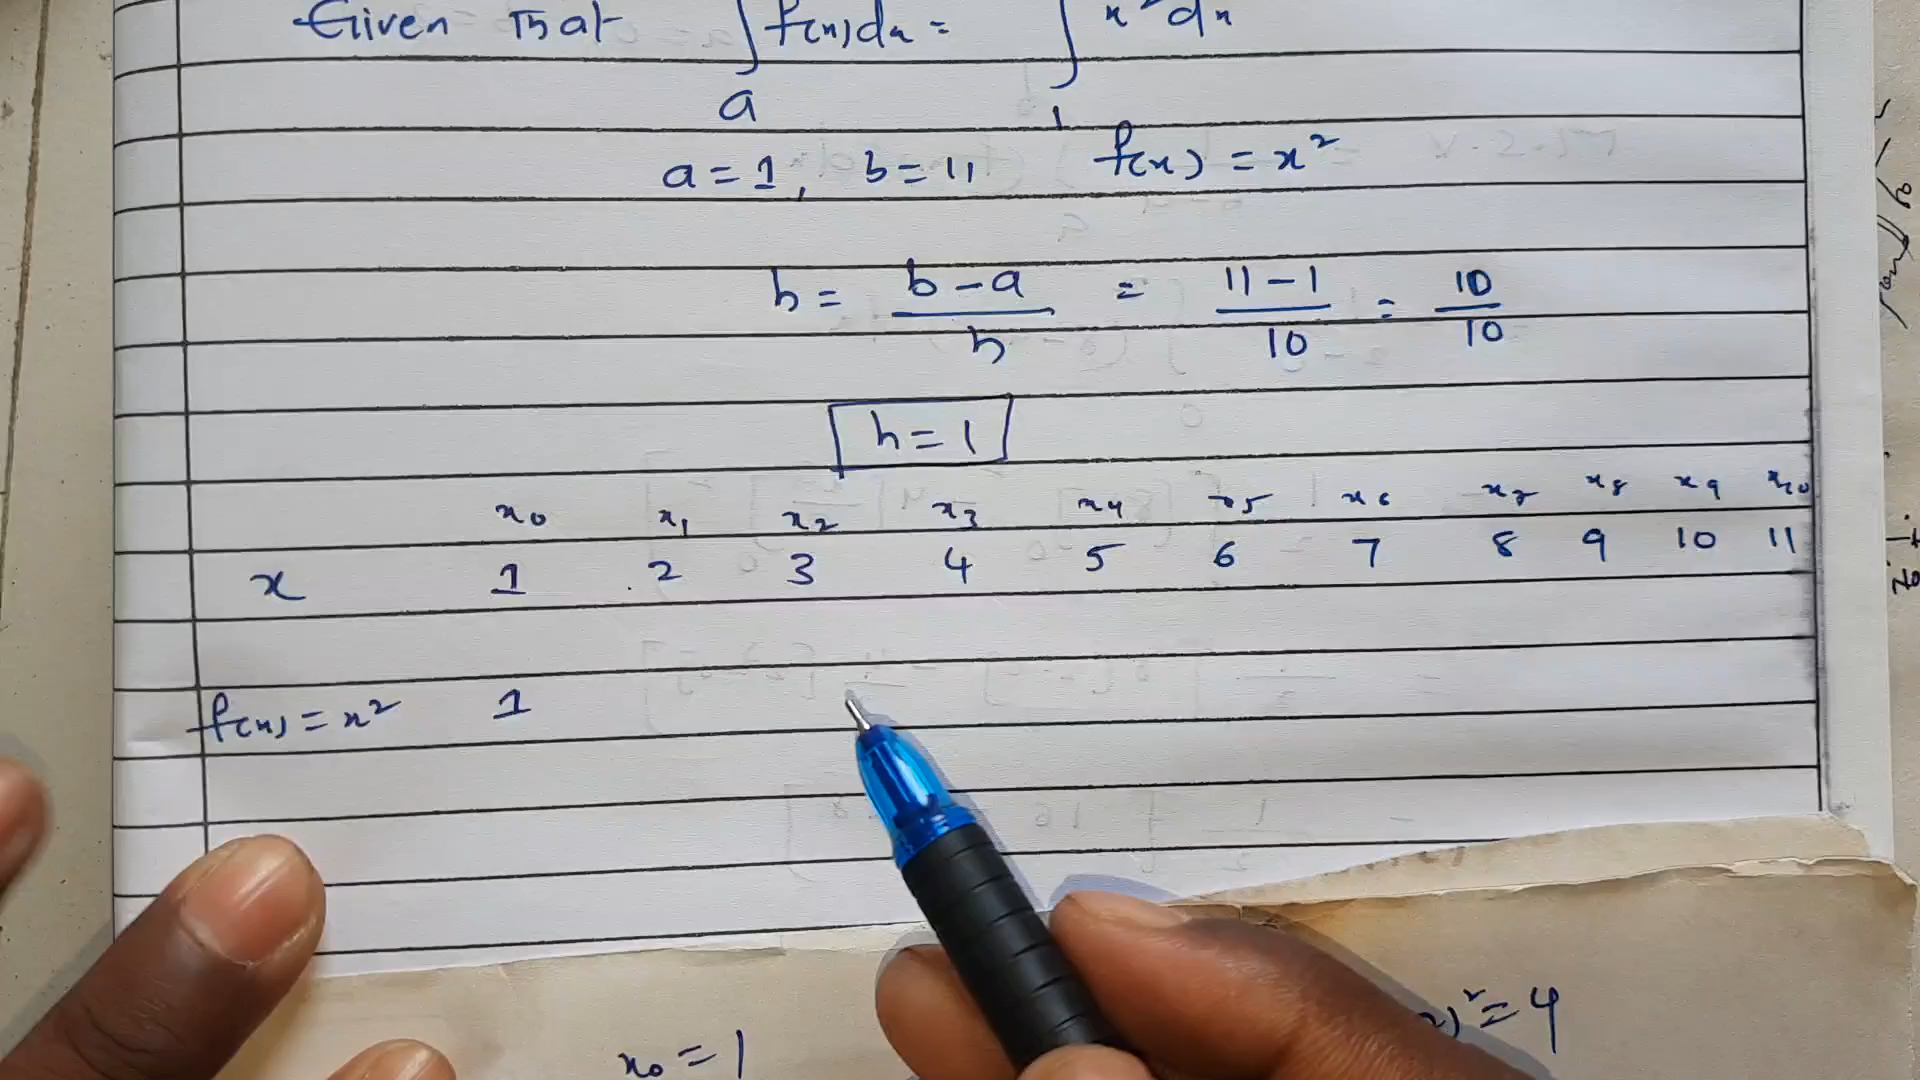 Given That ∫ f(x)dx = ∫ x² dx
a 1
a = 1, b = 11 f(x) = x²
h = b - a / n = 11 - 1 / 10 = 10 / 10
h = 1
x₀ x₁ x₂ x₃ x₄ x₅ x₆ x₇ x₈ x₉ x₁₀
x 1 2 3 4 5 6 7 8 9 10 11
f(x) = x² 1
x₀ = 1 )² = 4